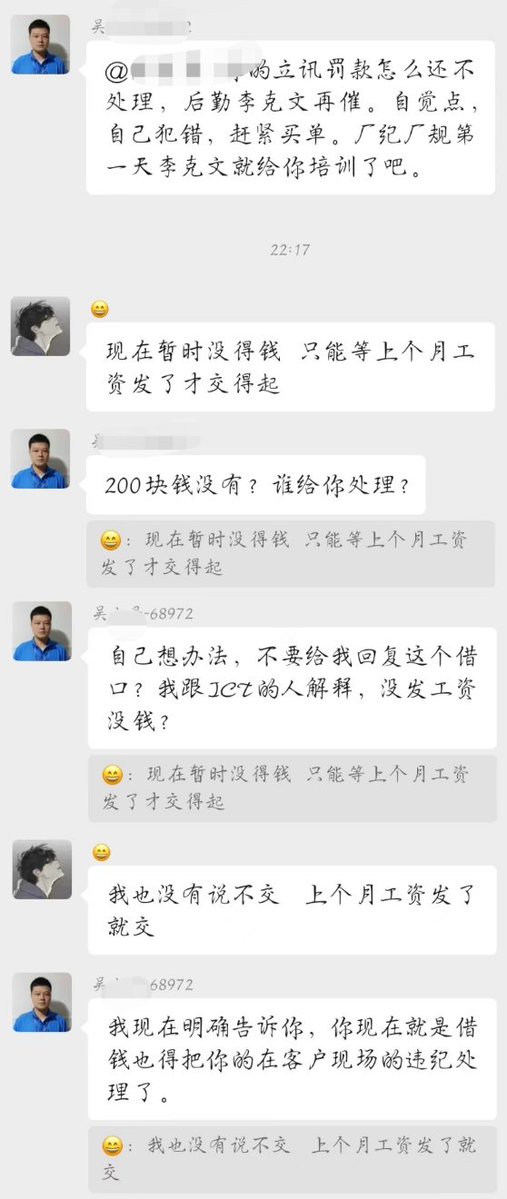 吴
@
的立讯罚款怎么还不
处理，后勤李克文再催。自觉点，
自己犯错，赶紧买单。厂纪厂规第
一天李克文就给你培训了吧。
22:17
现在暂时没得钱 只能等上个月工
资发了才交得起
吴
200块钱没有？谁给你处理？
：现在暂时没得钱 只能等上个月工资
发了才交得起
吴 -68972
自己想办法，不要给我回复这个借
口？我跟ICT的人解释，没发工资
没钱？
：现在暂时没得钱 只能等上个月工资
发了才交得起
我也没有说不交 上个月工资发了
就交
吴 68972
我现在明确告诉你，你现在就是借
钱也得把你的在客户现场的违纪处
理了。
：我也没有说不交 上个月工资发了就
交